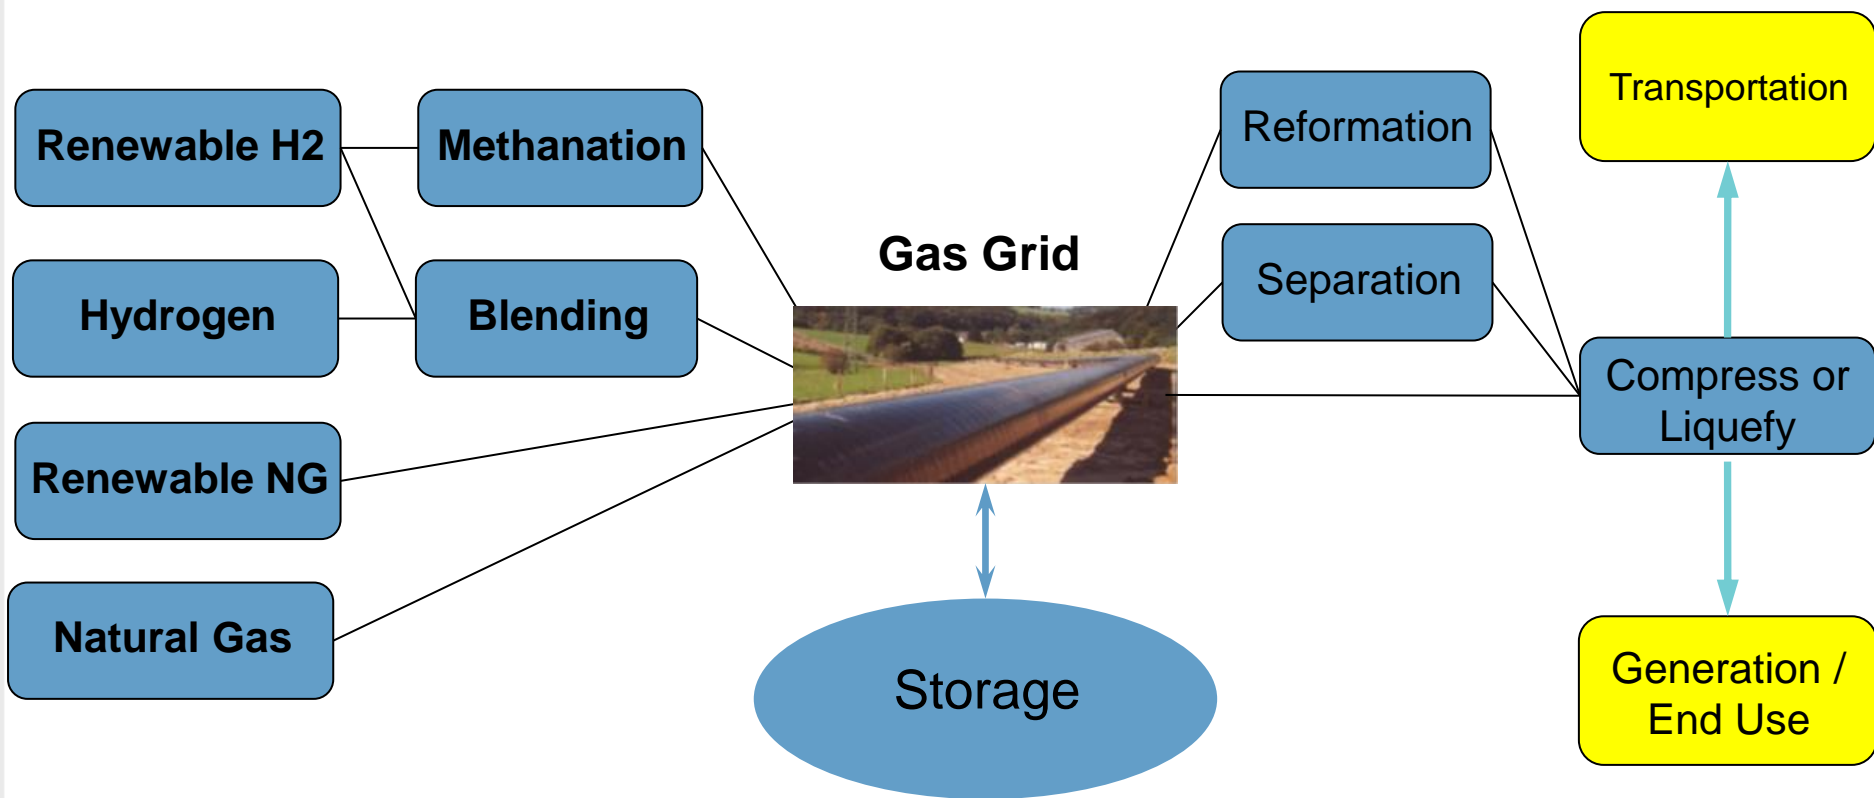 Renewable H2
Methanation
Hydrogen
Blending
Renewable NG
Natural Gas
Gas Grid
Storage
Reformation
Separation
Transportation
Compress or
Liquefy
Generation /
End Use